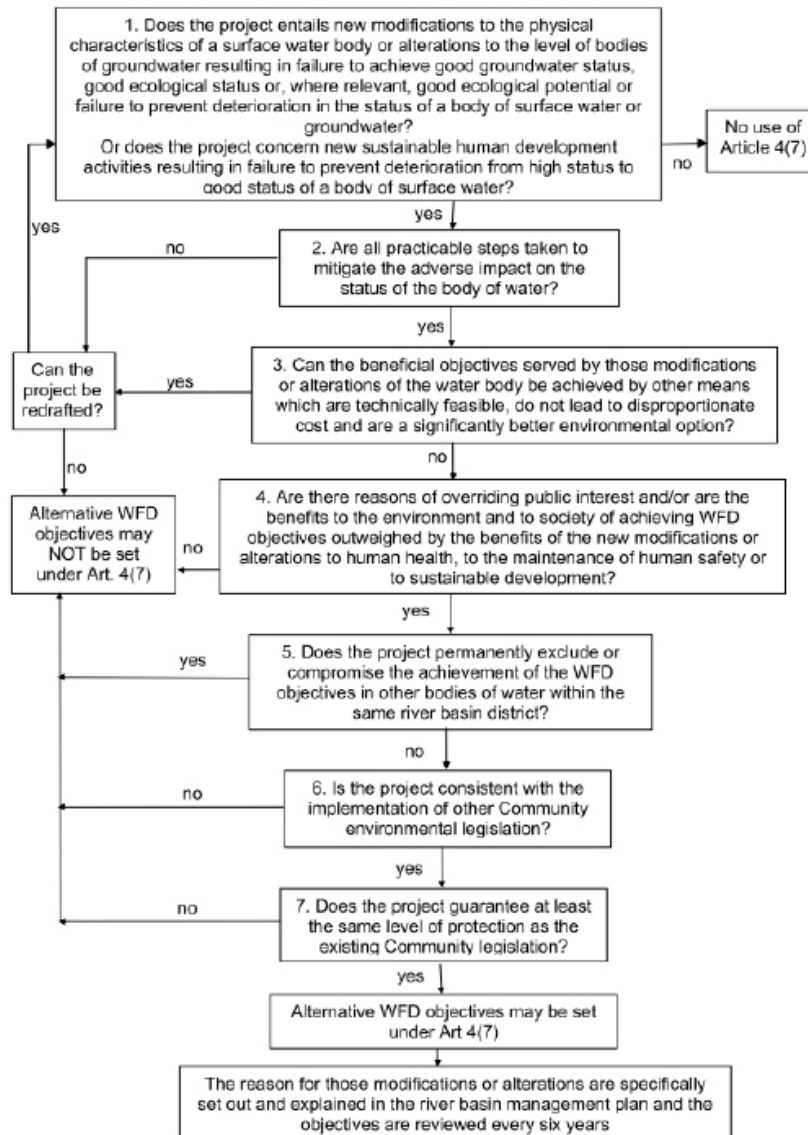 1. Does the project entails new modifications to the physical
characteristics of a surface water body or alterations to the level of bodies
of groundwater resulting in failure to achieve good groundwater status,
good ecological status or, where relevant, good ecological potential or
failure to prevent deterioration in the status of a body of surface water or
groundwater?
Or does the project concern new sustainable human development
activities resulting in failure to prevent deterioration from high status to
good status of a body of surface water?
no
No use of
Article 4(7)
yes
yes
2. Are all practicable steps taken to
mitigate the adverse impact on the
status of the body of water?
no
yes
Can the
project be
redrafted?
yes
3. Can the beneficial objectives served by those modifications
or alterations of the water body be achieved by other means
which are technically feasible, do not lead to disproportionate
cost and are a significantly better environmental option?
no
no
Alternative WFD
objectives may
NOT be set
under Art. 4(7)
no
4. Are there reasons of overriding public interest and/or are the
benefits to the environment and to society of achieving WFD
objectives outweighed by the benefits of the new modifications or
alterations to human health, to the maintenance of human safety or
to sustainable development?
yes
yes
5. Does the project permanently exclude or
compromise the achievement of the WFD
objectives in other bodies of water within the
same river basin district?
no
no
6. Is the project consistent with the
implementation of other Community
environmental legislation?
yes
no
7. Does the project guarantee at least
the same level of protection as the
existing Community legislation?
yes
Alternative WFD objectives may be set
under Art 4(7)
The reason for those modifications or alterations are specifically
set out and explained in the river basin management plan and the
objectives are reviewed every six years